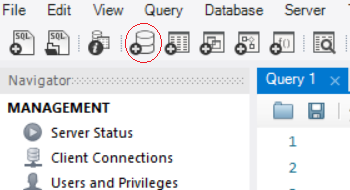 File Edit View Query Database Server
SQL SQL
Navigator
Query 1
MANAGEMENT
Server Status
1
Client Connections
2
Users and Privileges